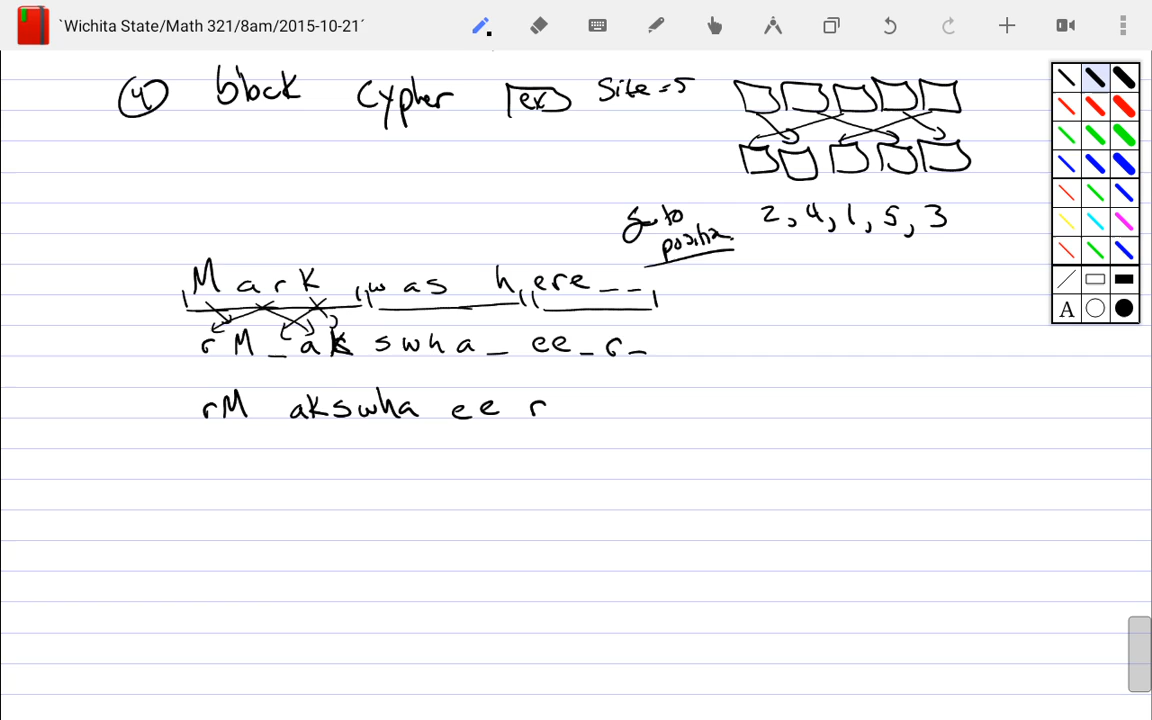 `Wichita State/Math 321/8am/2015-10-21´
④ block Cypher ex Size = 5
go to position 2, 4, 1, 5, 3
Mark was here _ _
rM_ak swha_ ee_r_
rM akswha ee r
A